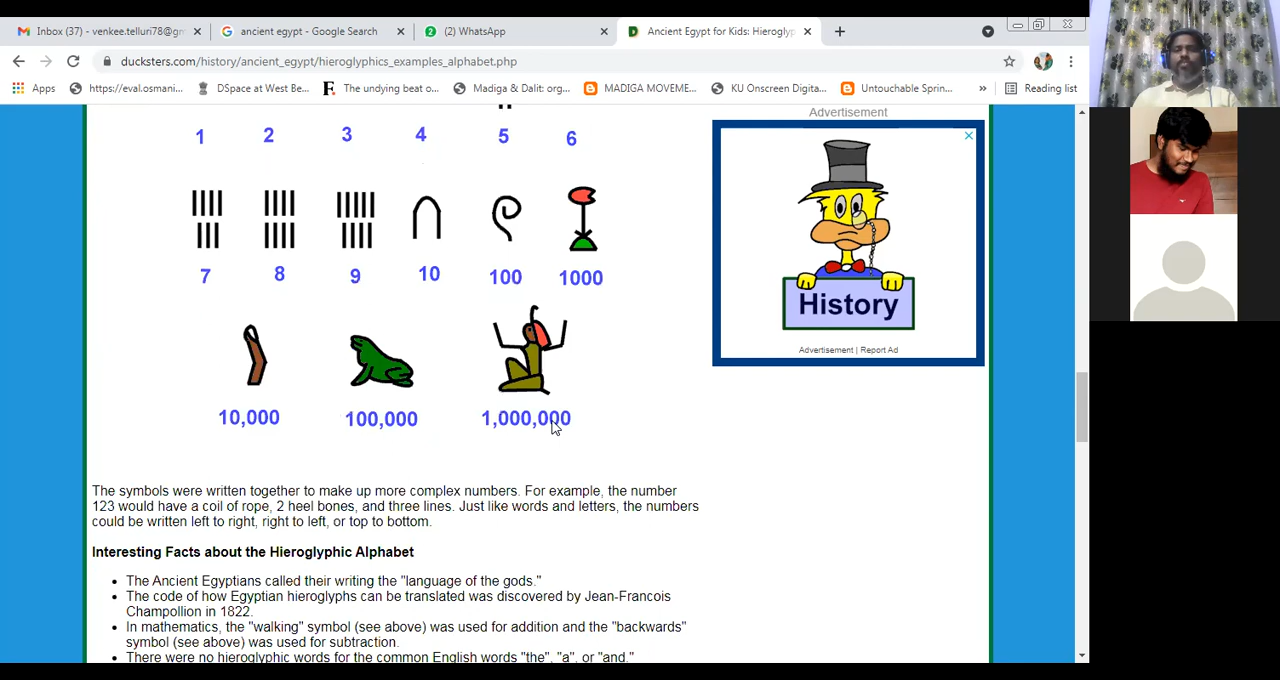 Inbox (37) - venkee.telluri78@gm
ancient egypt - Google Search
(2) WhatsApp
Ancient Egypt for Kids: Hieroglyp
ducksters.com/history/ancient_egypt/hieroglyphics_examples_alphabet.php
Apps
https://eval.osmani...
DSpace at West Be...
The undying beat o...
Madiga & Dalit: org...
MADIGA MOVEME...
KU Onscreen Digita...
Untouchable Sprin...
»
Reading list
Advertisement
1 2 3 4 5 6
7 8 9 10 100 1000
History
Advertisement | Report Ad
10,000 100,000 1,000,000
The symbols were written together to make up more complex numbers. For example, the number
123 would have a coil of rope, 2 heel bones, and three lines. Just like words and letters, the numbers
could be written left to right, right to left, or top to bottom.
Interesting Facts about the Hieroglyphic Alphabet
• The Ancient Egyptians called their writing the "language of the gods."
• The code of how Egyptian hieroglyphs can be translated was discovered by Jean-Francois
Champollion in 1822.
• In mathematics, the "walking" symbol (see above) was used for addition and the "backwards"
symbol (see above) was used for subtraction.
• There were no hieroglyphic words for the common English words "the", "a", or "and."